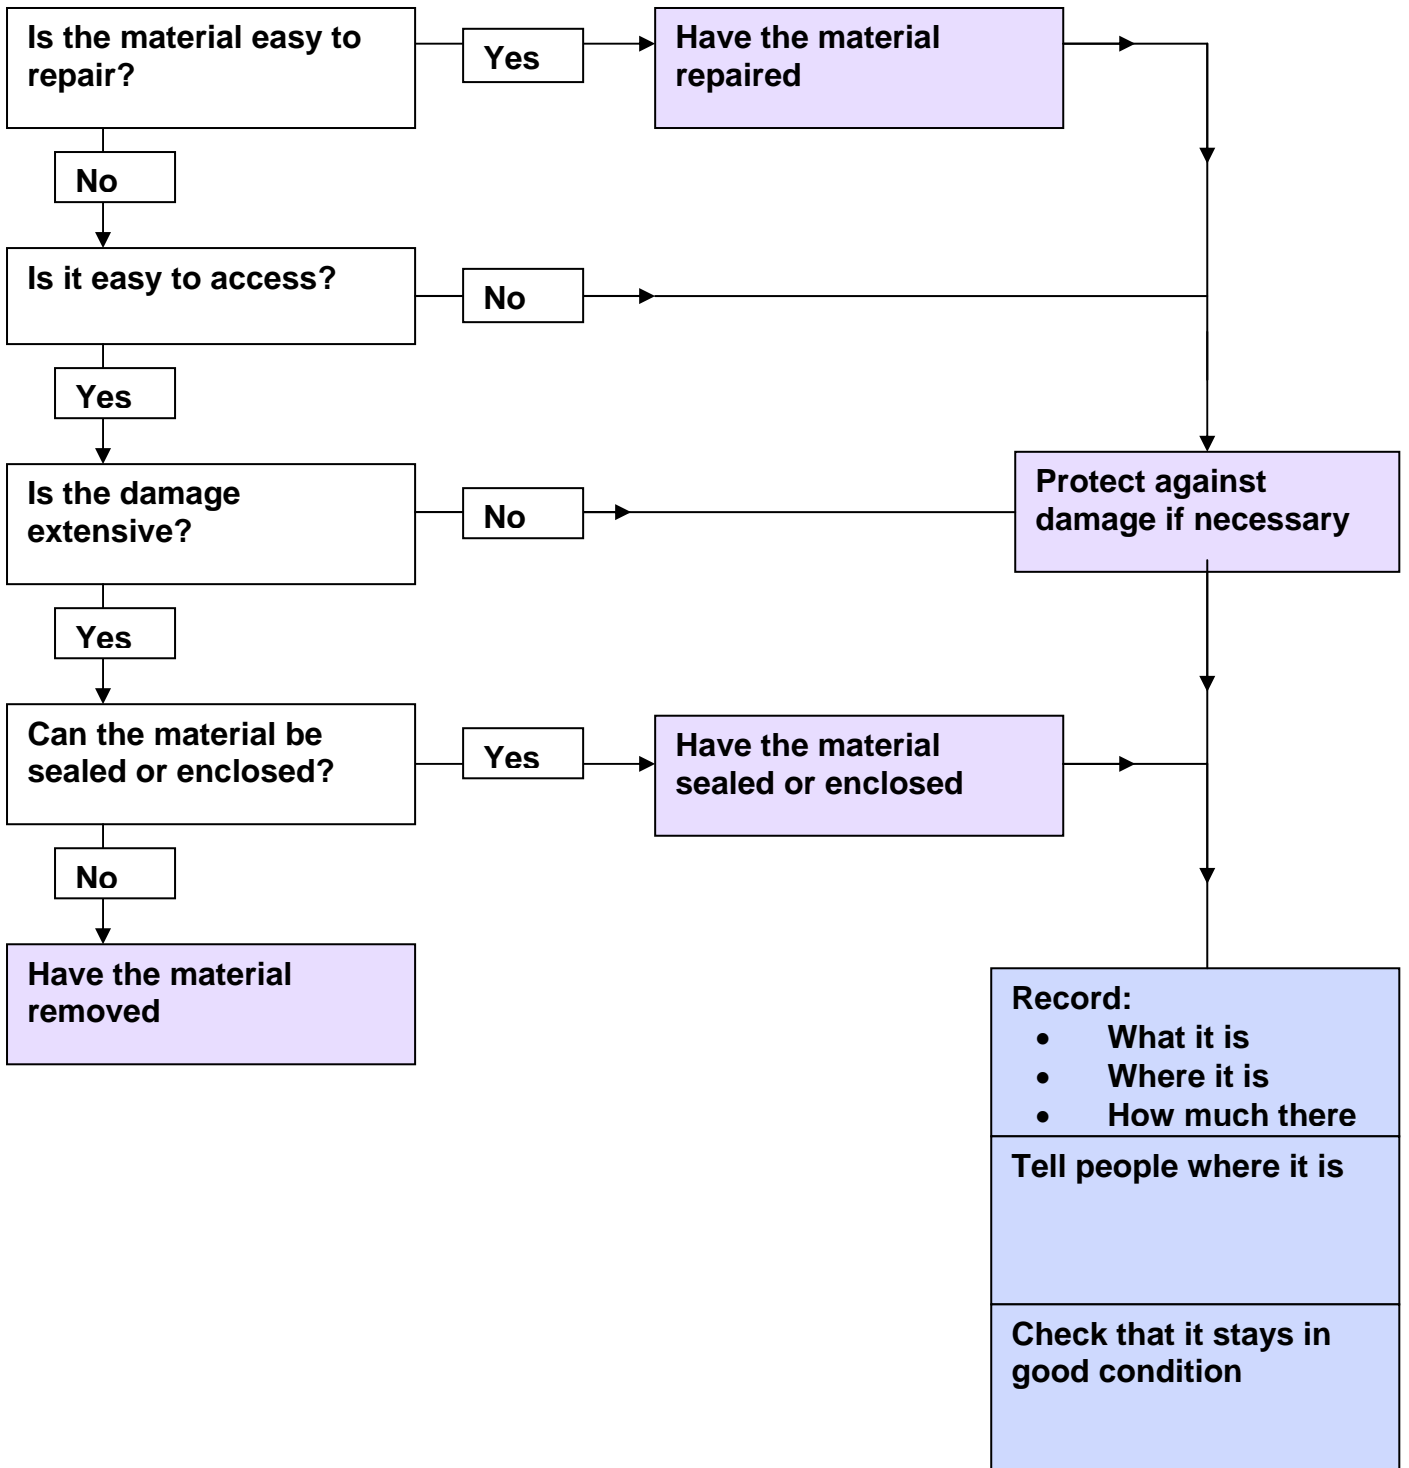 Is the material easy to
repair?
Yes
Have the material
repaired
No
Is it easy to access?
No
Yes
Is the damage
extensive?
No
Protect against
damage if necessary
Yes
Can the material be
sealed or enclosed?
Yes
Have the material
sealed or enclosed
No
Have the material
removed
Record:
• What it is
• Where it is
• How much there
Tell people where it is
Check that it stays in
good condition